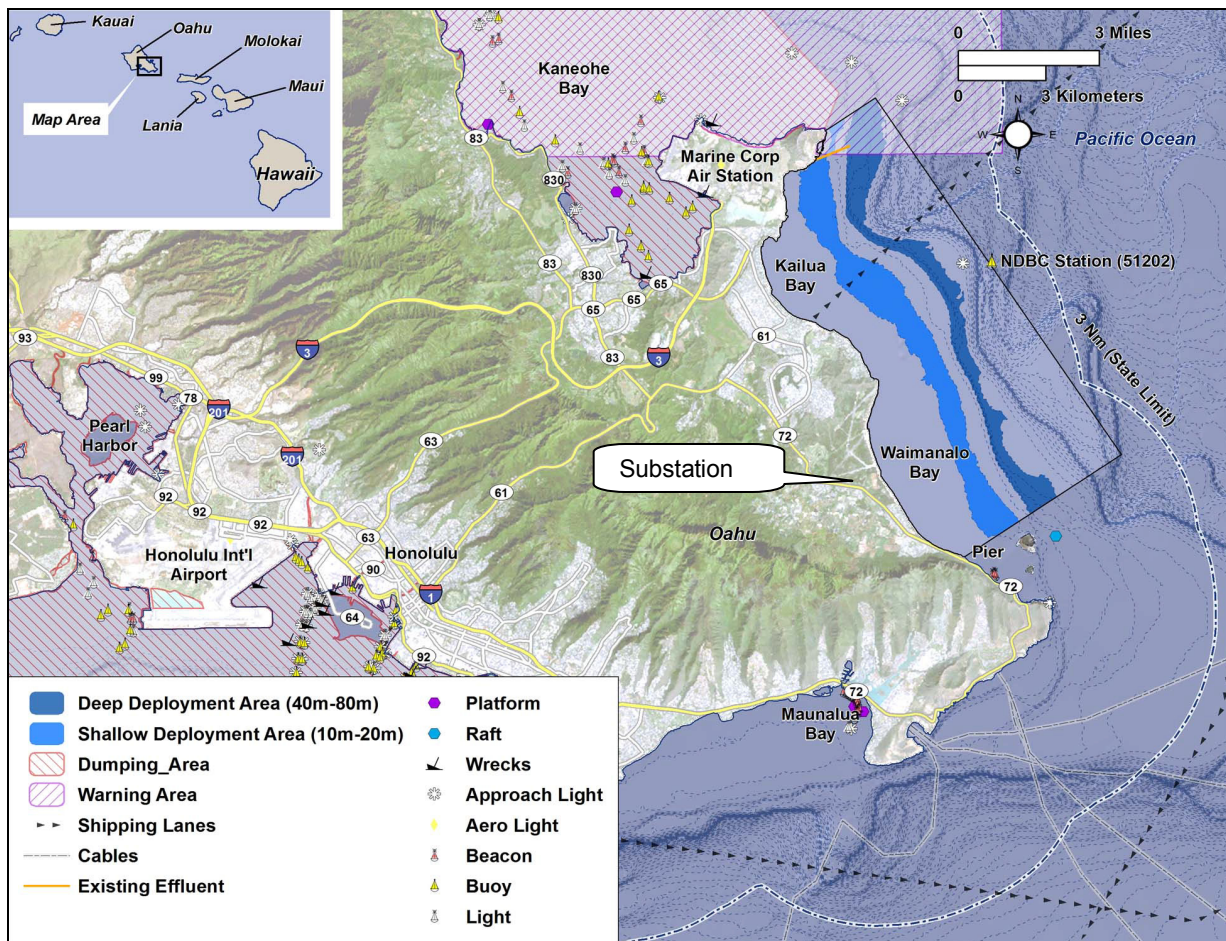 Kauai
Oahu
Molokai
Maui
Map Area
Lania
Hawaii
Kaneohe
Bay
0
3 Miles
0
3 Kilometers
N
W
E
S
Pacific Ocean
83
830
Marine Corp
Air Station
83
830
65
65
65
Kailua
Bay
NDBC Station (51202)
3 Nm (State Limit)
93
3
61
83
3
99
78
201
Pearl
Harbor
63
72
201
Waimanalo
Bay
Substation
61
92
92
92
63
Oahu
Honolulu Int'l
Airport
Honolulu
90
1
Pier
72
64
92
72
Maunalua
Bay
Deep Deployment Area (40m-80m)
Shallow Deployment Area (10m-20m)
Dumping_Area
Warning Area
Shipping Lanes
Cables
Existing Effluent
Platform
Raft
Wrecks
Approach Light
Aero Light
Beacon
Buoy
Light